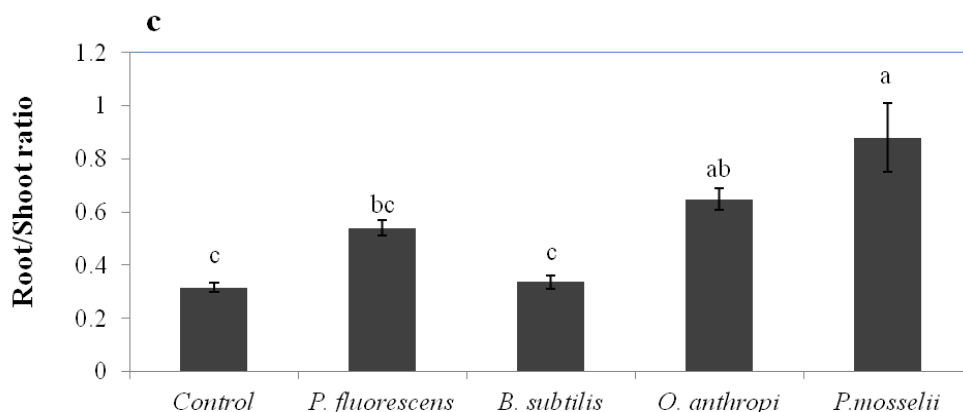 c
Root/Shoot ratio
1.2
1
0.8
0.6
0.4
0.2
0
c
bc
c
ab
a
Control P. fluorescens B. subtilis O. anthropi P.mosselii